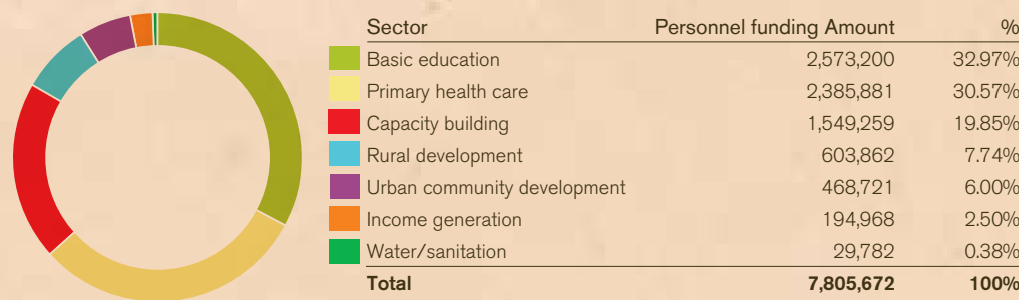 Sector Personnel funding Amount %
Basic education 2,573,200 32.97%
Primary health care 2,385,881 30.57%
Capacity building 1,549,259 19.85%
Rural development 603,862 7.74%
Urban community development 468,721 6.00%
Income generation 194,968 2.50%
Water/sanitation 29,782 0.38%
Total 7,805,672 100%